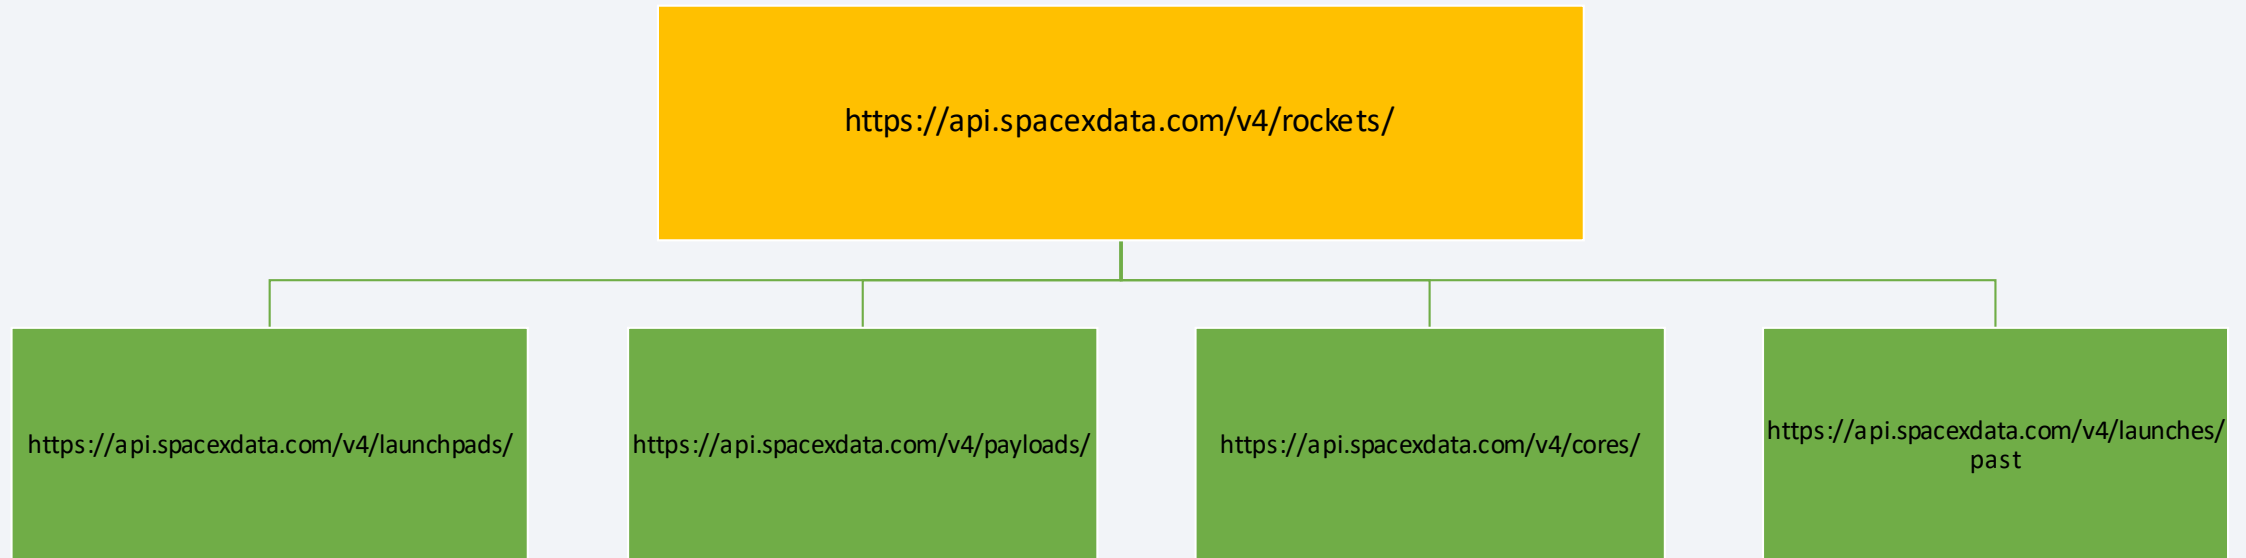 https://api.spacexdata.com/v4/rockets/
https://api.spacexdata.com/v4/launchpads/
https://api.spacexdata.com/v4/payloads/
https://api.spacexdata.com/v4/cores/
https://api.spacexdata.com/v4/launches/
past